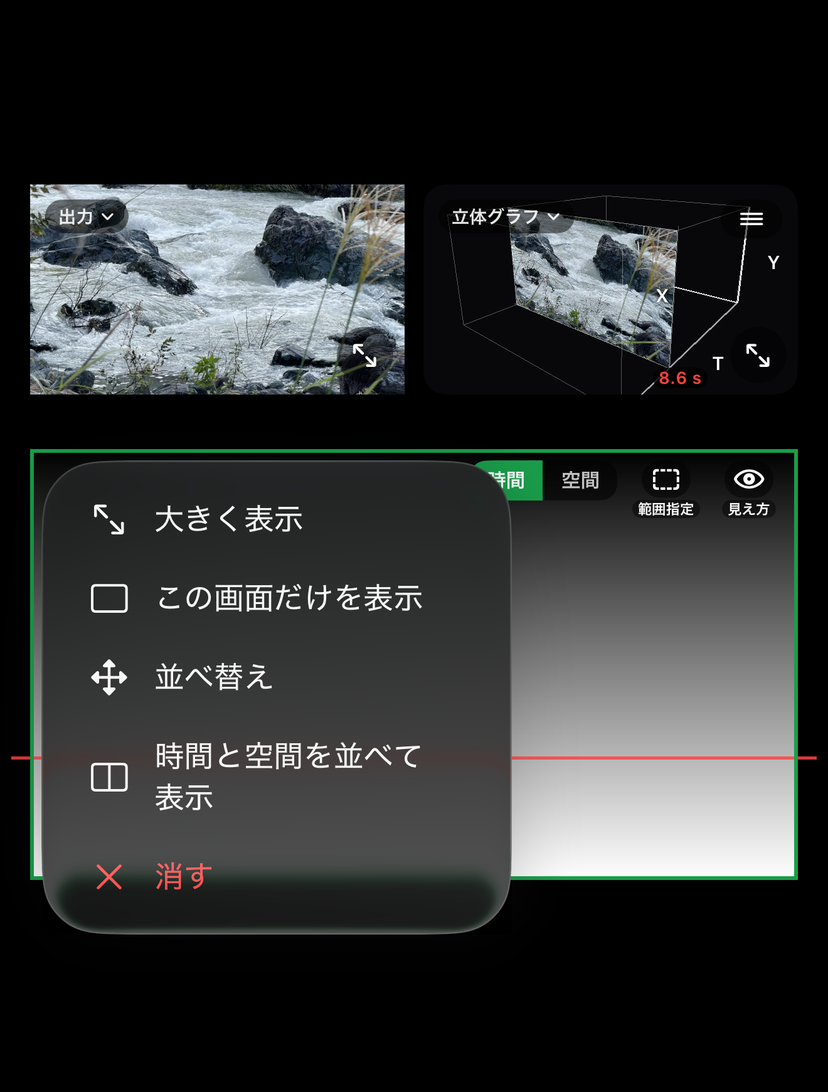 出力
立体グラフ
Y
X
T
8.6 s
時間
空間
範囲指定
見え方
大きく表示
この画面だけを表示
並べ替え
時間と空間を並べて
表示
消す